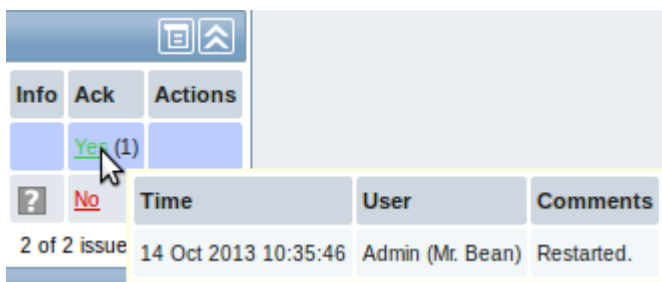 Info Ack Actions
Yes (1)
? No
Time User Comments
2 of 2 issue
14 Oct 2013 10:35:46 Admin (Mr. Bean) Restarted.